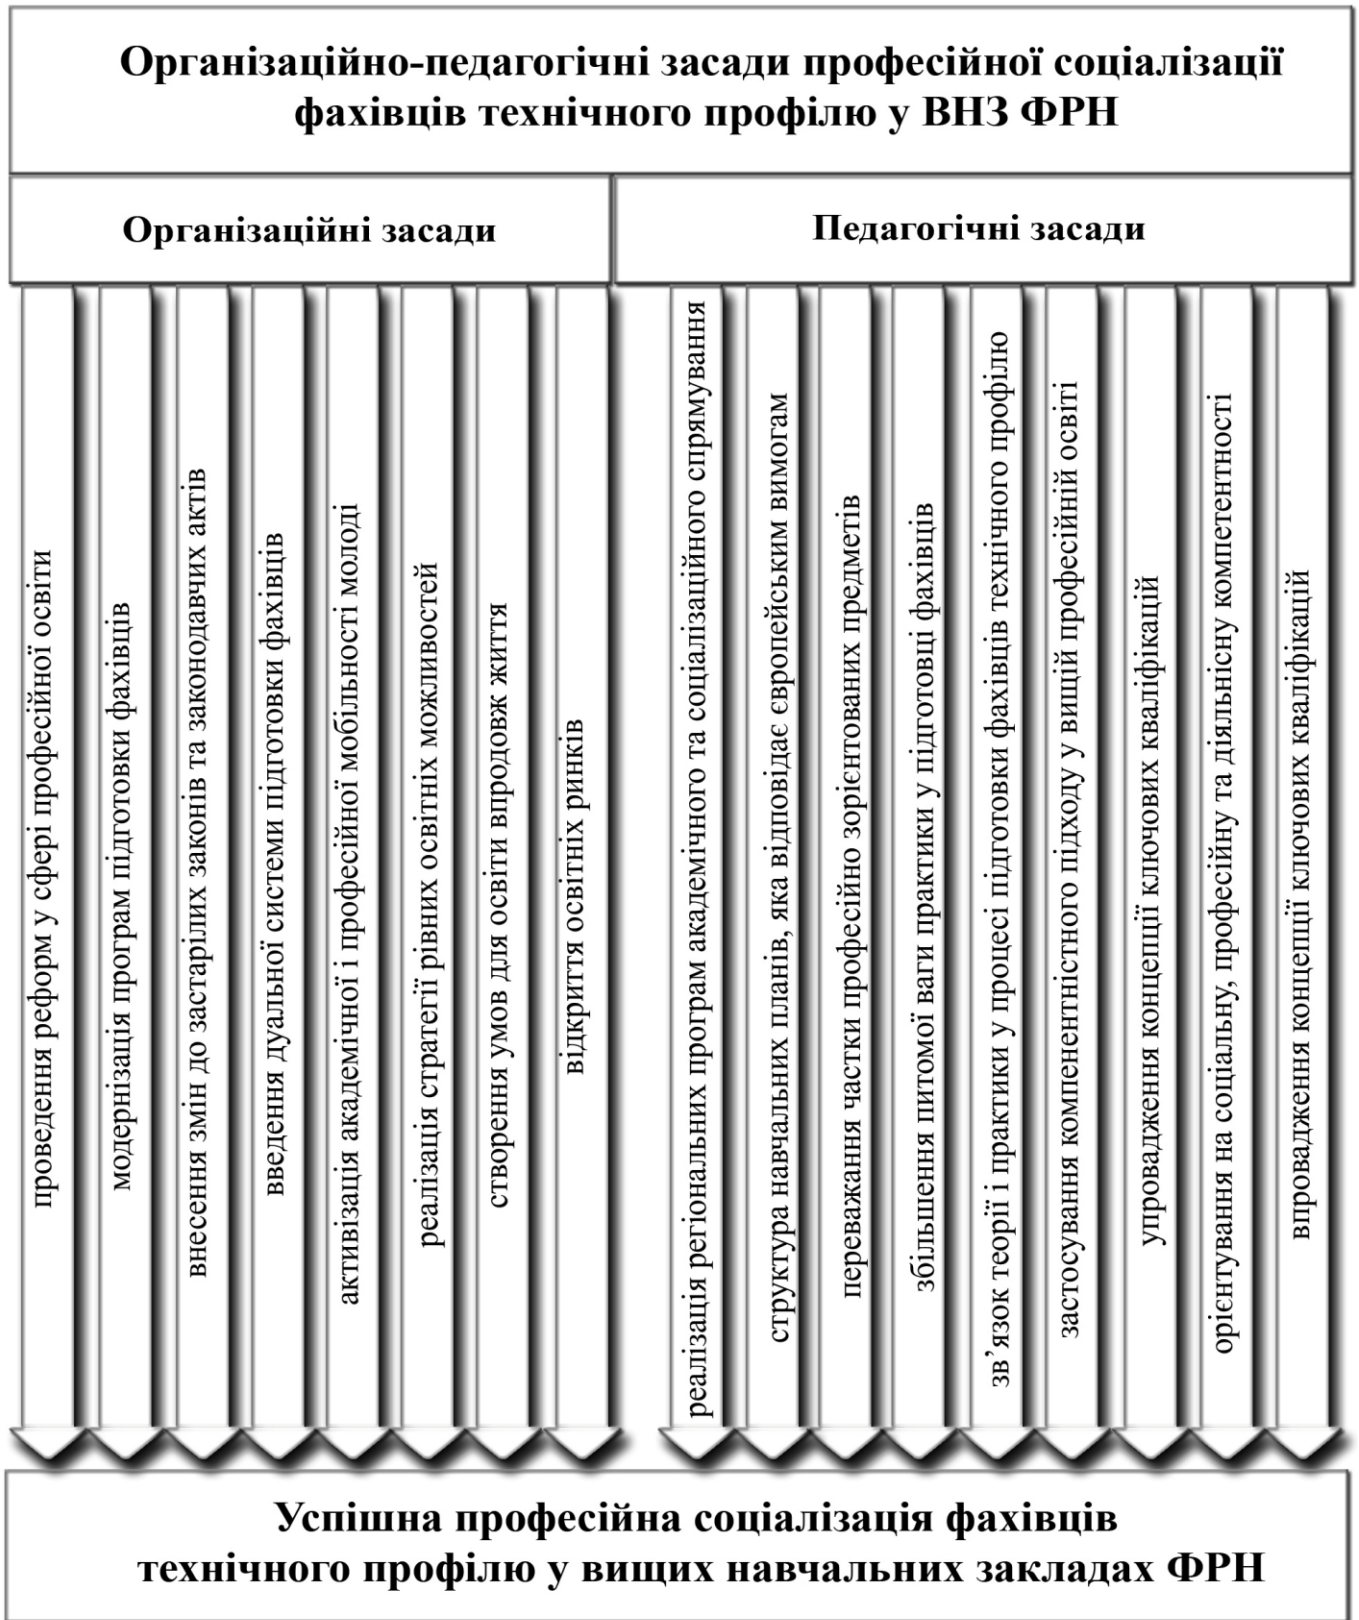 Організаційно-педагогічні засади професійної соціалізації
фахівців технічного профілю у ВНЗ ФРН
Організаційні засади
Педагогічні засади
проведення реформ у сфері професійної освіти
модернізація програм підготовки фахівців
внесення змін до застарілих законів та законодавчих актів
введення дуальної системи підготовки фахівців
активізація академічної і професійної мобільності молоді
реалізація стратегії рівних освітніх можливостей
створення умов для освіти впродовж життя
відкриття освітніх ринків
реалізація регіональних програм академічного та соціалізаційного спрямування
структура навчальних планів, яка відповідає європейським вимогам
переважання частки професійно зорієнтованих предметів
збільшення питомої ваги практики у підготовці фахівців
зв’язок теорії і практики у процесі підготовки фахівців технічного профілю
застосування компенентністного підходу у вищій професійній освіті
упровадження концепції ключових кваліфікацій
орієнтування на соціальну, професійну та діяльнісну компетентності
впровадження концепції ключових кваліфікацій
Успішна професійна соціалізація фахівців
технічного профілю у вищих навчальних закладах ФРН